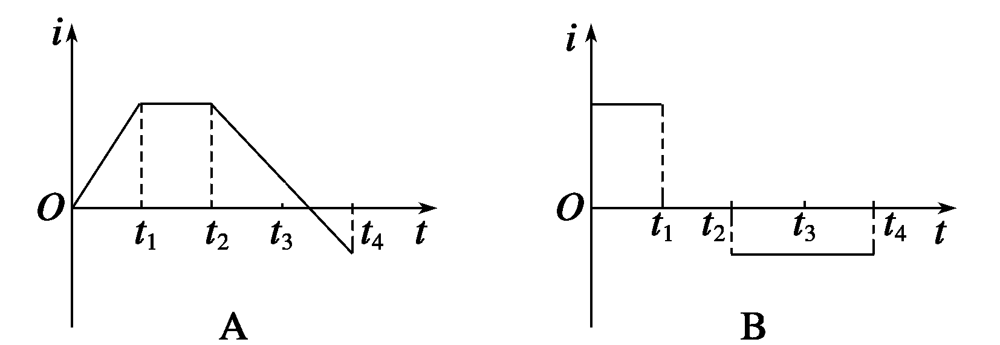 i
O t₁ t₂ t₃ t₄ t
A
i
O t₁ t₂ t₃ t₄ t
B